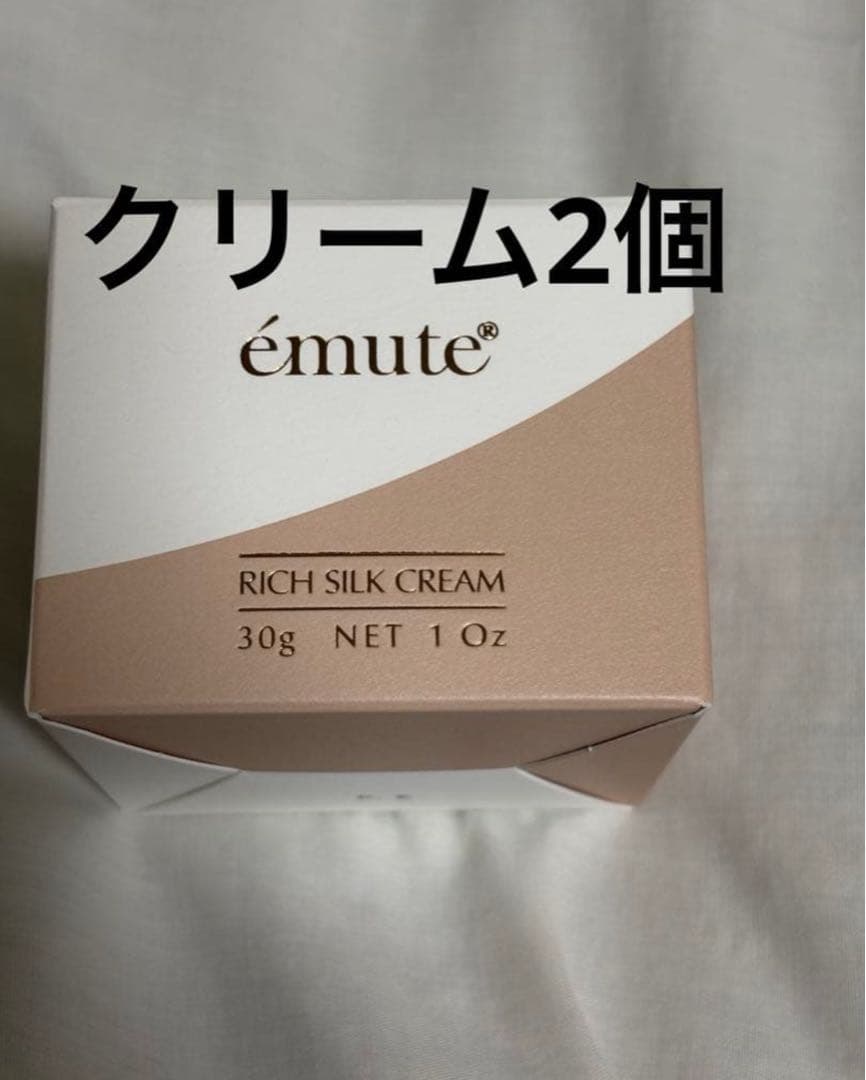 クリーム2個
émute®
RICH SILK CREAM
30g NET 1 Oz